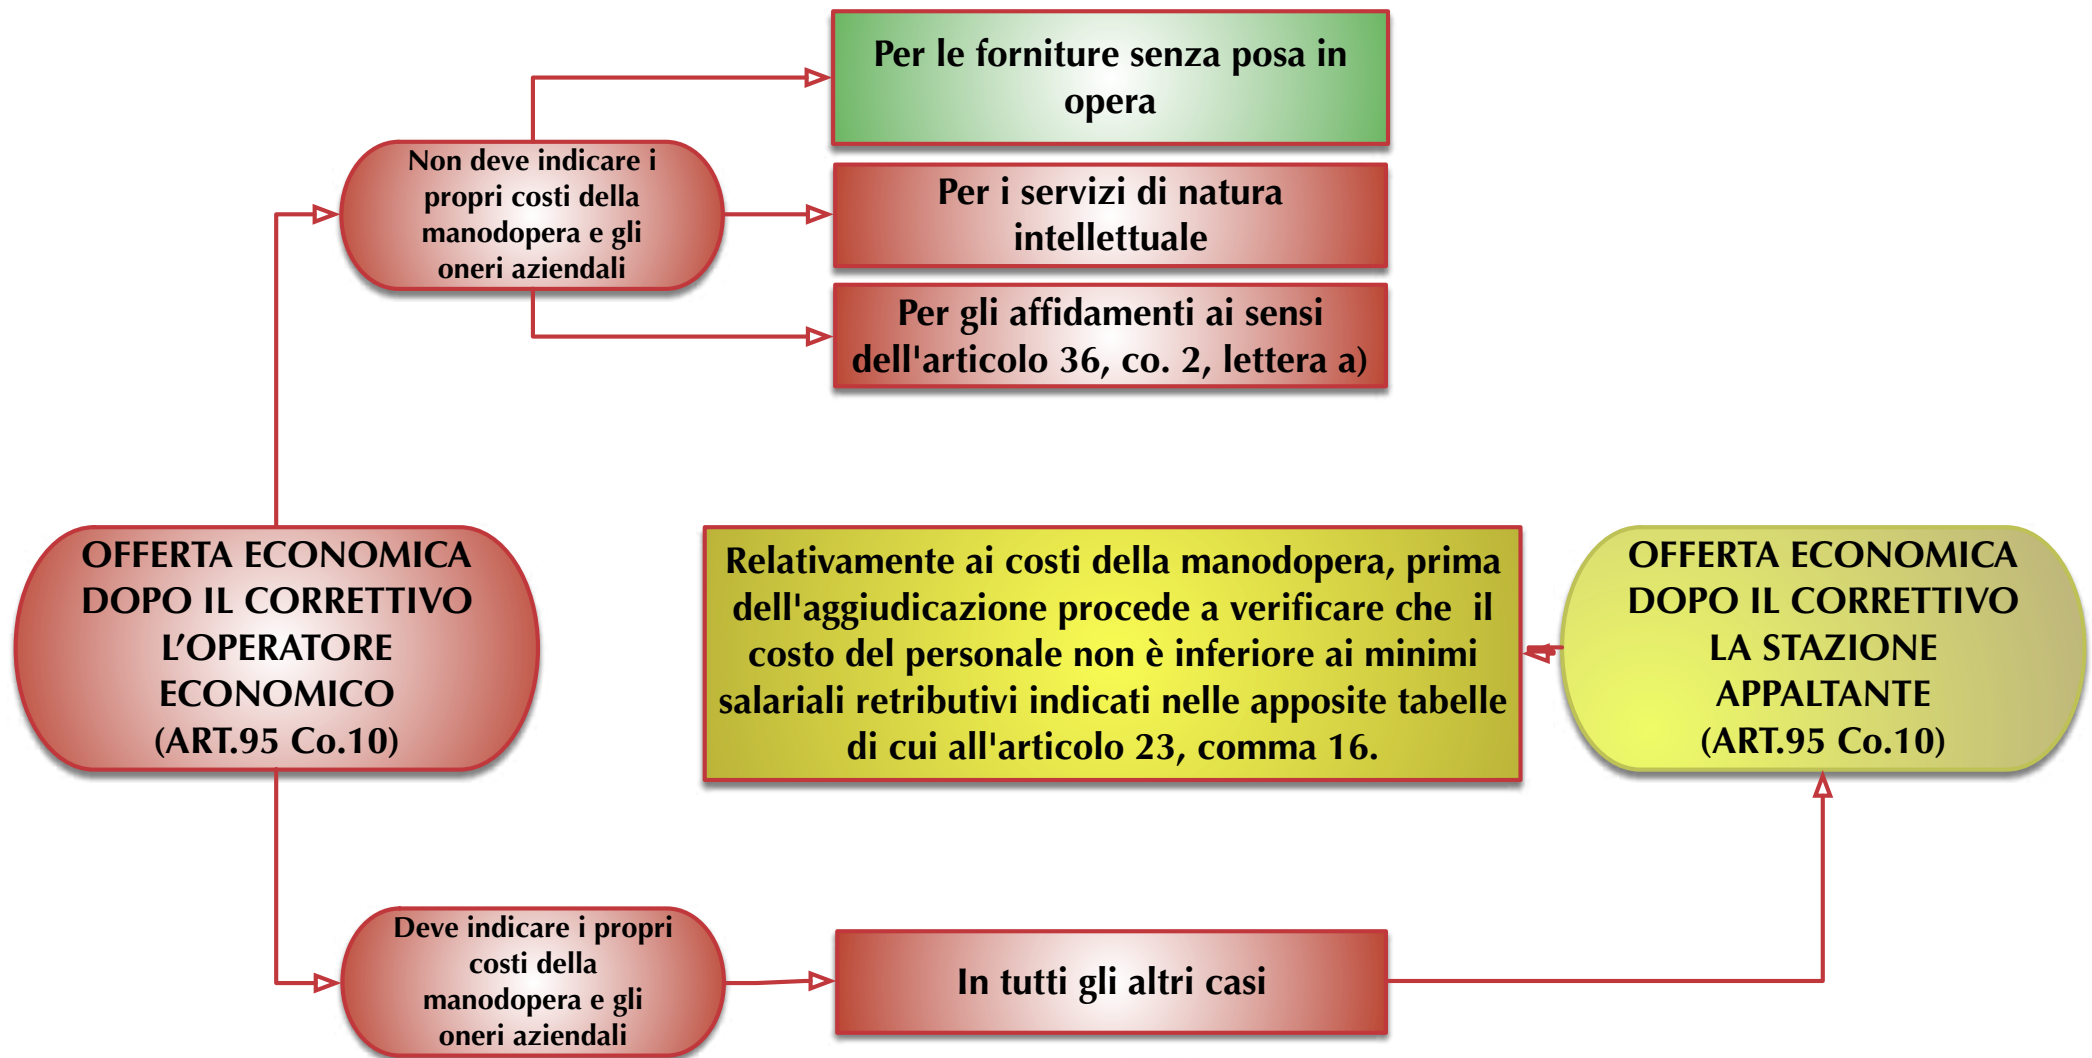 Per le forniture senza posa in
opera
Non deve indicare i
propri costi della
manodopera e gli
oneri aziendali
Per i servizi di natura
intellettuale
Per gli affidamenti ai sensi
dell'articolo 36, co. 2, lettera a)
OFFERTA ECONOMICA
DOPO IL CORRETTIVO
L’OPERATORE
ECONOMICO
(ART.95 Co.10)
Relativamente ai costi della manodopera, prima
dell'aggiudicazione procede a verificare che il
costo del personale non è inferiore ai minimi
salariali retributivi indicati nelle apposite tabelle
di cui all'articolo 23, comma 16.
OFFERTA ECONOMICA
DOPO IL CORRETTIVO
LA STAZIONE
APPALTANTE
(ART.95 Co.10)
Deve indicare i propri
costi della
manodopera e gli
oneri aziendali
In tutti gli altri casi